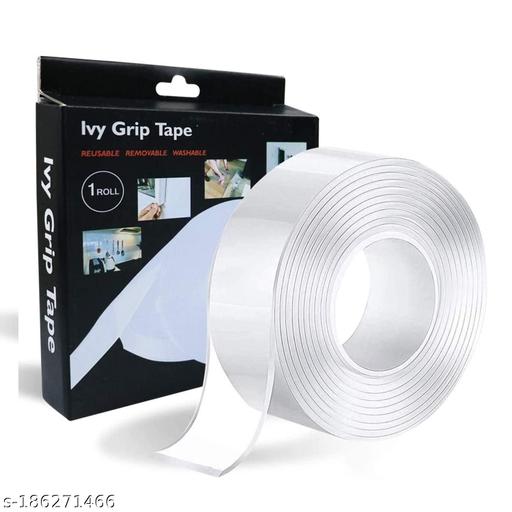 Ivy Grip Tape
REUSABLE REMOVABLE WASHABLE
1 ROLL
Ivy Grip Tape
s-186271466